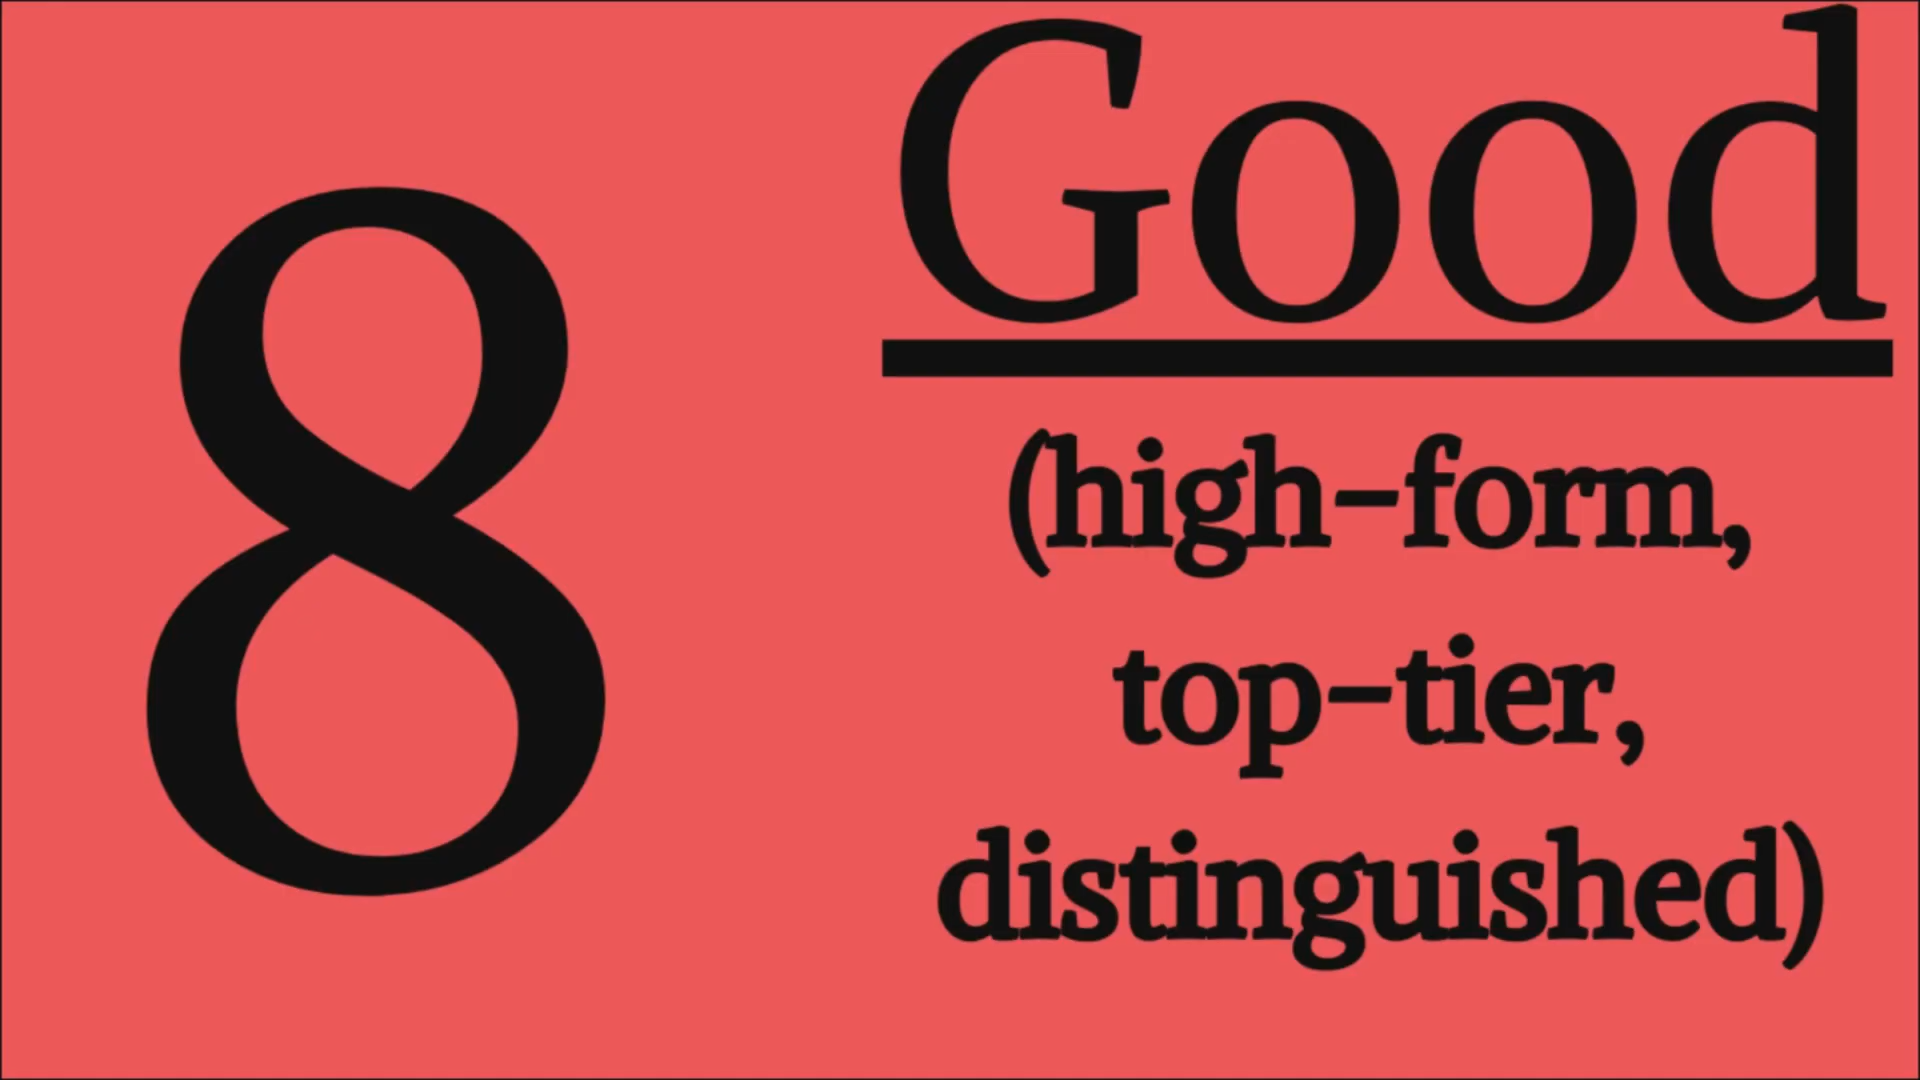 8
Good
(high-form,
top-tier,
distinguished)